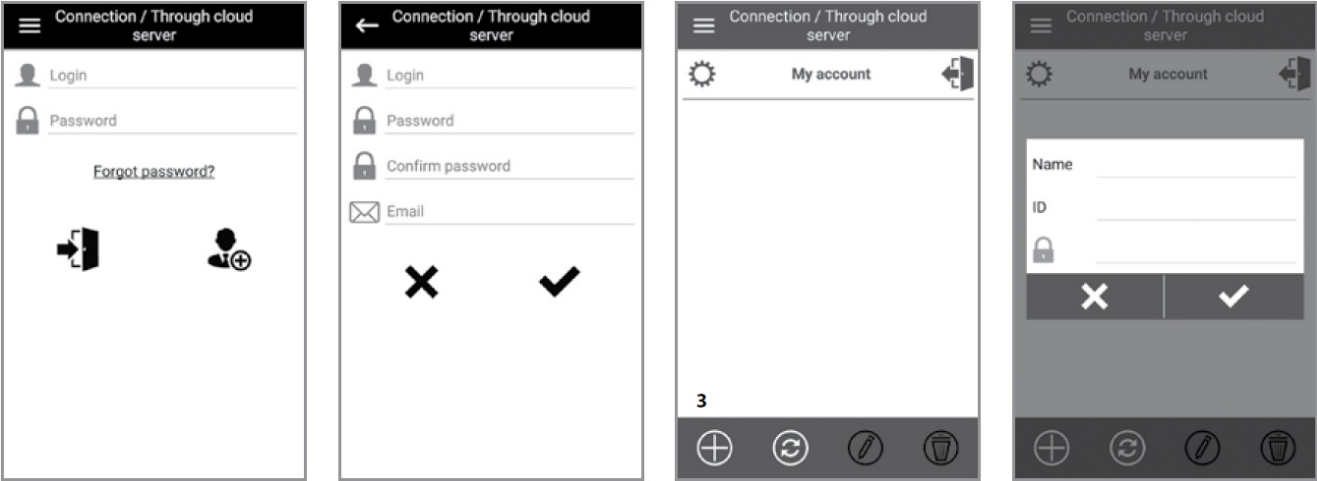 Connection / Through cloud
server
Login
Password
Forgot password?
Connection / Through cloud
server
Login
Password
Confirm password
Email
Connection / Through cloud
server
My account
3
Connection / Through cloud
server
My account
Name
ID